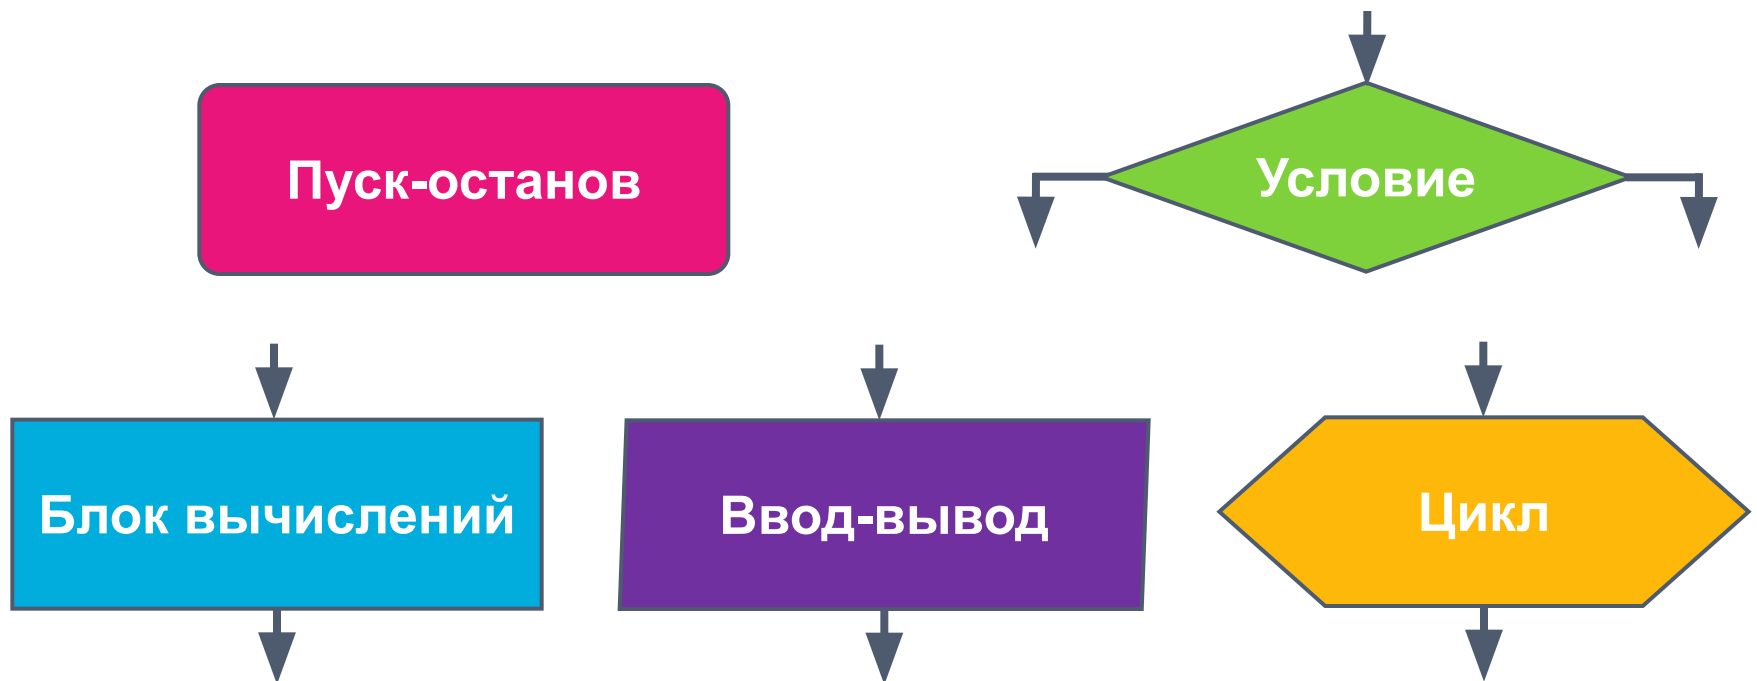 Пуск-останов
Условие
Блок вычислений
Ввод-вывод
Цикл